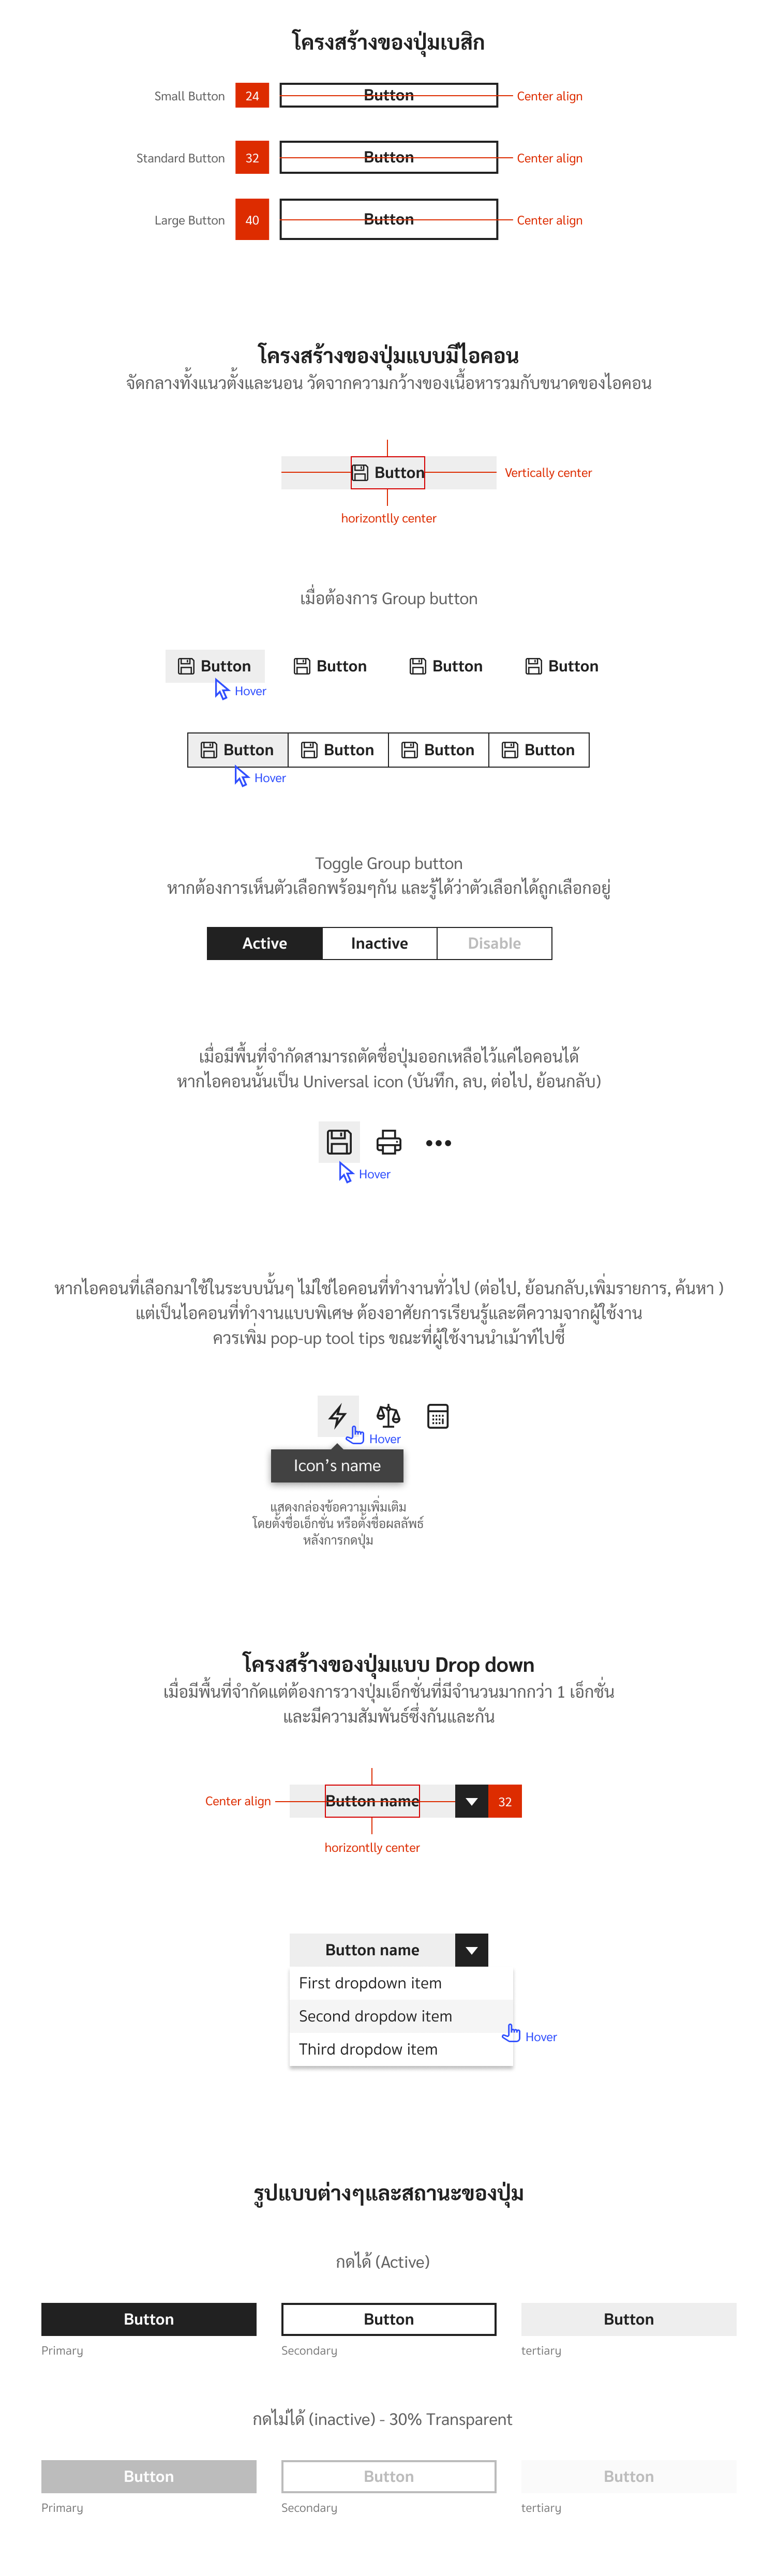 โครงสร้างของปุ่มเบสิก
Small Button 24 Button Center align
Standard Button 32 Button Center align
Large Button 40 Button Center align
โครงสร้างของปุ่มแบบมีไอคอน
จัดกลางทั้งแนวตั้งและนอน วัดจากความกว้างของเนื้อหารวมกับขนาดของไอคอน
Button Vertically center
horizontlly center
เมื่อต้องการ Group button
Button Button Button Button
Hover
Button Button Button Button
Hover
Toggle Group button
หากต้องการเห็นตัวเลือกพร้อมๆกัน และรู้ได้ว่าตัวเลือกได้ถูกเลือกอยู่
Active Inactive Disable
เมื่อมีพื้นที่จำกัดสามารถตัดชื่อปุ่มออกเหลือไว้แค่ไอคอนได้
หากไอคอนนั้นเป็น Universal icon (บันทึก, ลบ, ต่อไป, ย้อนกลับ)
Hover
หากไอคอนที่เลือกมาใช้ในระบบนั้นๆ ไม่ใช่ไอคอนที่ทำงานทั่วไป (ต่อไป, ย้อนกลับ,เพิ่มรายการ, ค้นหา )
แต่เป็นไอคอนที่ทำงานแบบพิเศษ ต้องอาศัยการเรียนรู้และตีความจากผู้ใช้งาน
ควรเพิ่ม pop-up tool tips ขณะที่ผู้ใช้งานนำเม้าท์ไปชี้
Hover
Icon's name
แสดงกล่องข้อความเพิ่มเติม
โดยตั้งชื่อเอ็กชั่น หรือตั้งชื่อผลลัพธ์
หลังการกดปุ่ม
โครงสร้างของปุ่มแบบ Drop down
เมื่อมีพื้นที่จำกัดแต่ต้องการวางปุ่มเอ็กชั่นที่มีจำนวนมากกว่า 1 เอ็กชั่น
และมีความสัมพันธ์ซึ่งกันและกัน
Center align Button name 32
horizontlly center
Button name
First dropdown item
Second dropdow item
Hover
Third dropdow item
รูปแบบต่างๆและสถานะของปุ่ม
กดได้ (Active)
Button Button Button
Primary Secondary tertiary
กดไม่ได้ (inactive) - 30% Transparent
Button Button Button
Primary Secondary tertiary